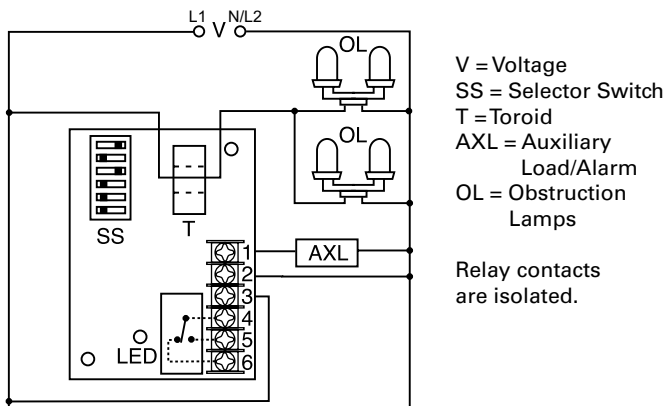 L1 V N/L2
OL
OL
SS
T
1
AXL
2
3
4
5
LED
6
V = Voltage
SS = Selector Switch
T = Toroid
AXL = Auxiliary
Load/Alarm
OL = Obstruction
Lamps
Relay contacts
are isolated.